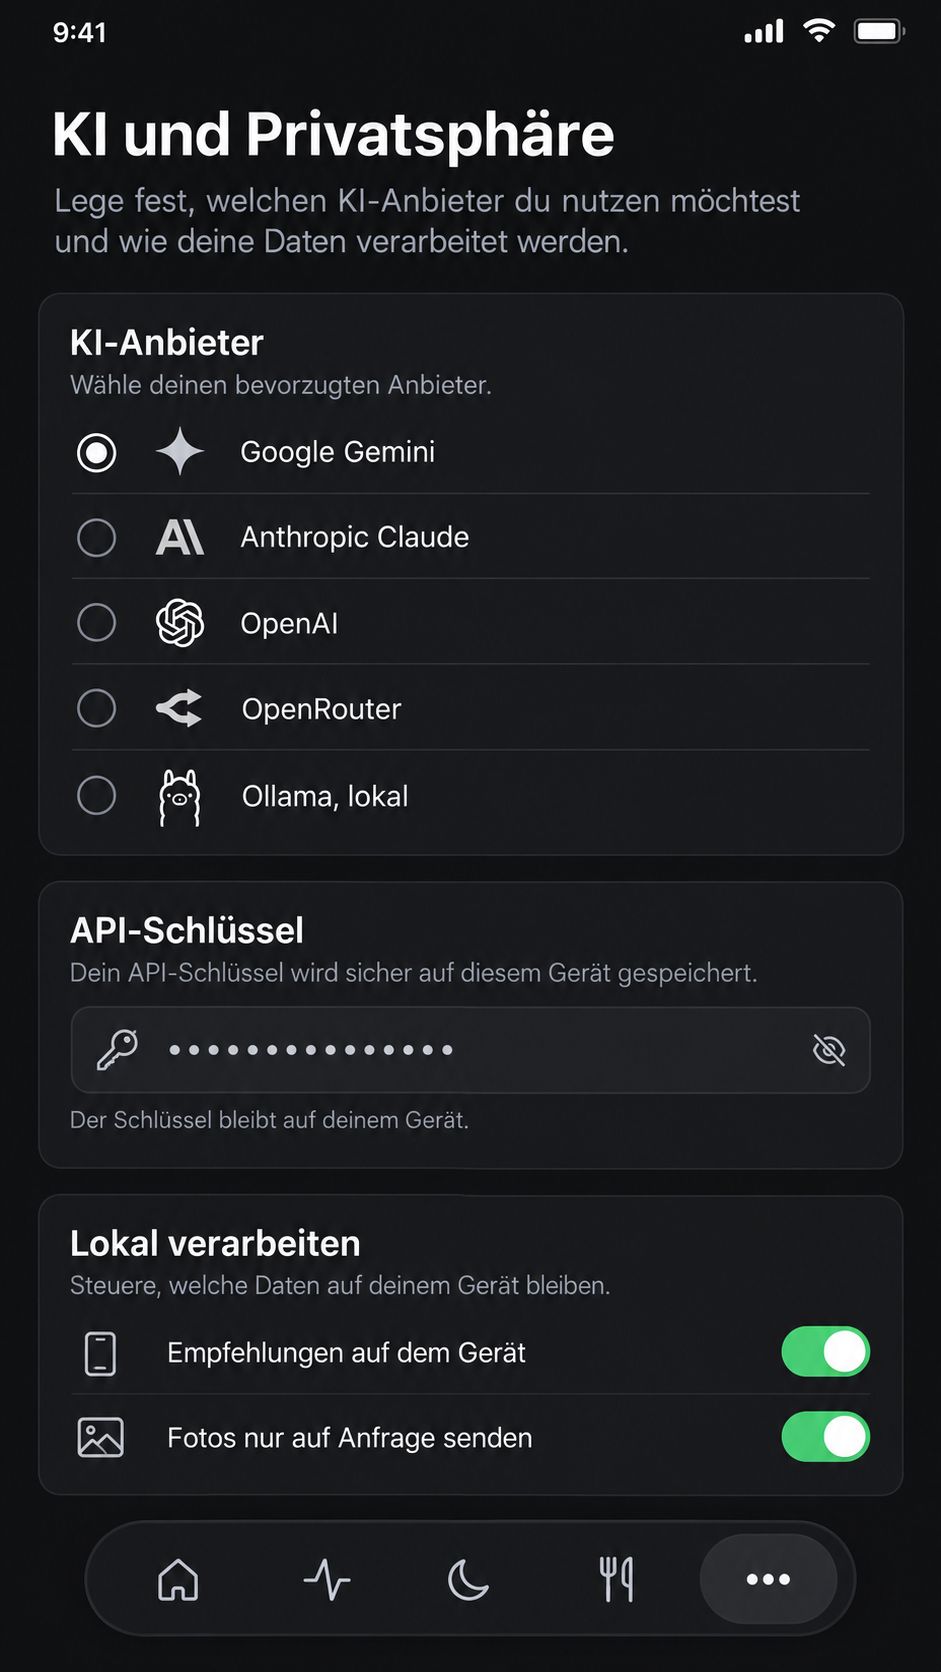 9:41
KI und Privatsphäre
Lege fest, welchen KI-Anbieter du nutzen möchtest
und wie deine Daten verarbeitet werden.
KI-Anbieter
Wähle deinen bevorzugten Anbieter.
Google Gemini
Anthropic Claude
OpenAI
OpenRouter
Ollama, lokal
API-Schlüssel
Dein API-Schlüssel wird sicher auf diesem Gerät gespeichert.
•••••••••••••••
Der Schlüssel bleibt auf deinem Gerät.
Lokal verarbeiten
Steuere, welche Daten auf deinem Gerät bleiben.
Empfehlungen auf dem Gerät
Fotos nur auf Anfrage senden